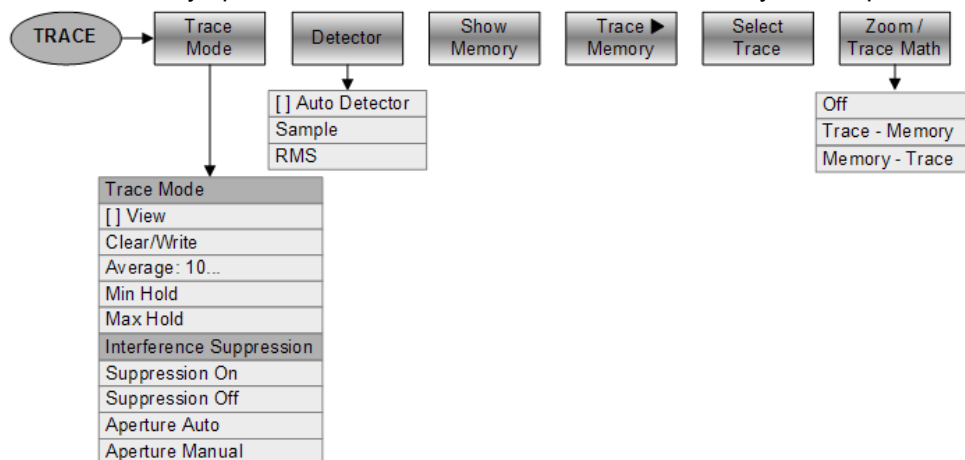 TRACE
Trace
Mode
Detector
Show
Memory
Trace ▶
Memory
Select
Trace
Zoom /
Trace Math
[ ] Auto Detector
Sample
RMS
Off
Trace - Memory
Memory - Trace
Trace Mode
[ ] View
Clear/Write
Average: 10...
Min Hold
Max Hold
Interference Suppression
Suppression On
Suppression Off
Aperture Auto
Aperture Manual